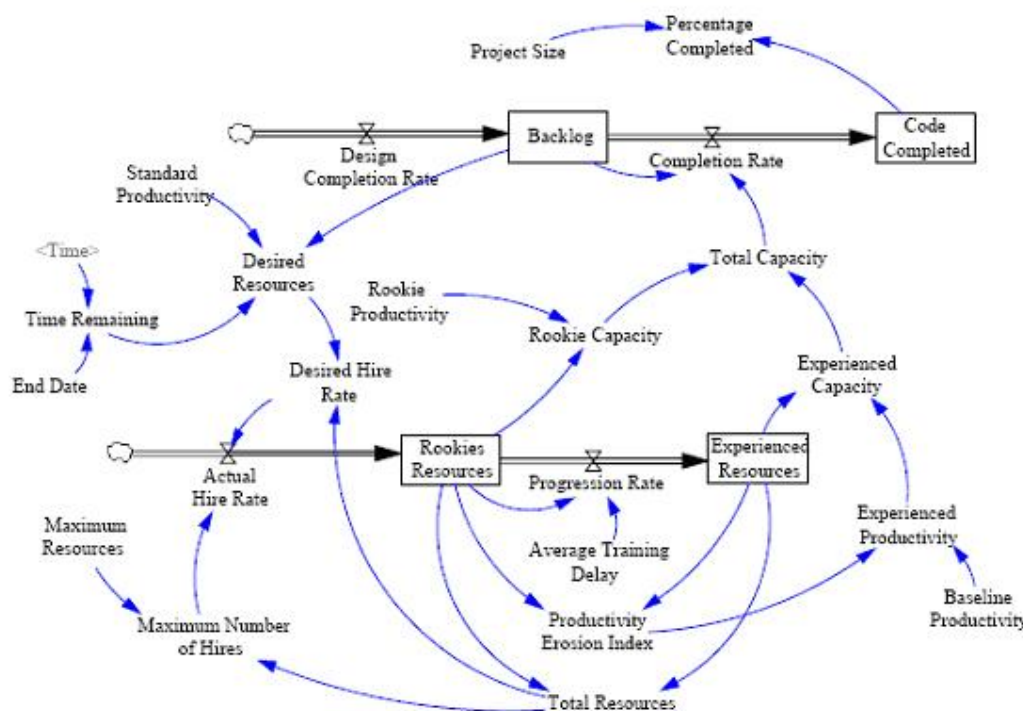 Percentage
Completed
Project Size
Backlog
Code
Completed
Design
Completion Rate
Completion Rate
Standard
Productivity
<Time>
Desired
Resources
Total Capacity
Rookie
Productivity
Time Remaining
Rookie Capacity
End Date
Desired Hire
Rate
Experienced
Capacity
Rookies
Resources
Experienced
Resources
Actual
Hire Rate
Progression Rate
Maximum
Resources
Average Training
Delay
Experienced
Productivity
Baseline
Productivity
Maximum Number
of Hires
Productivity
Erosion Index
Total Resources